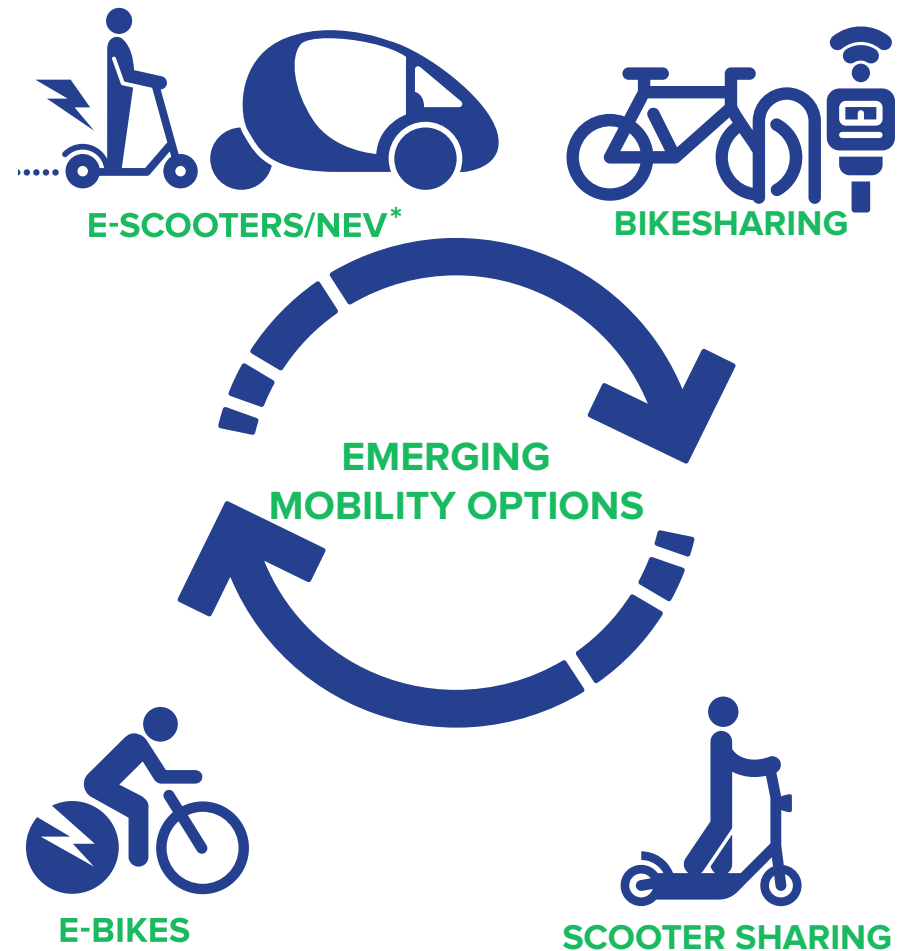 E-SCOOTERS/NEV*
BIKESHARING
EMERGING
MOBILITY OPTIONS
E-BIKES
SCOOTER SHARING